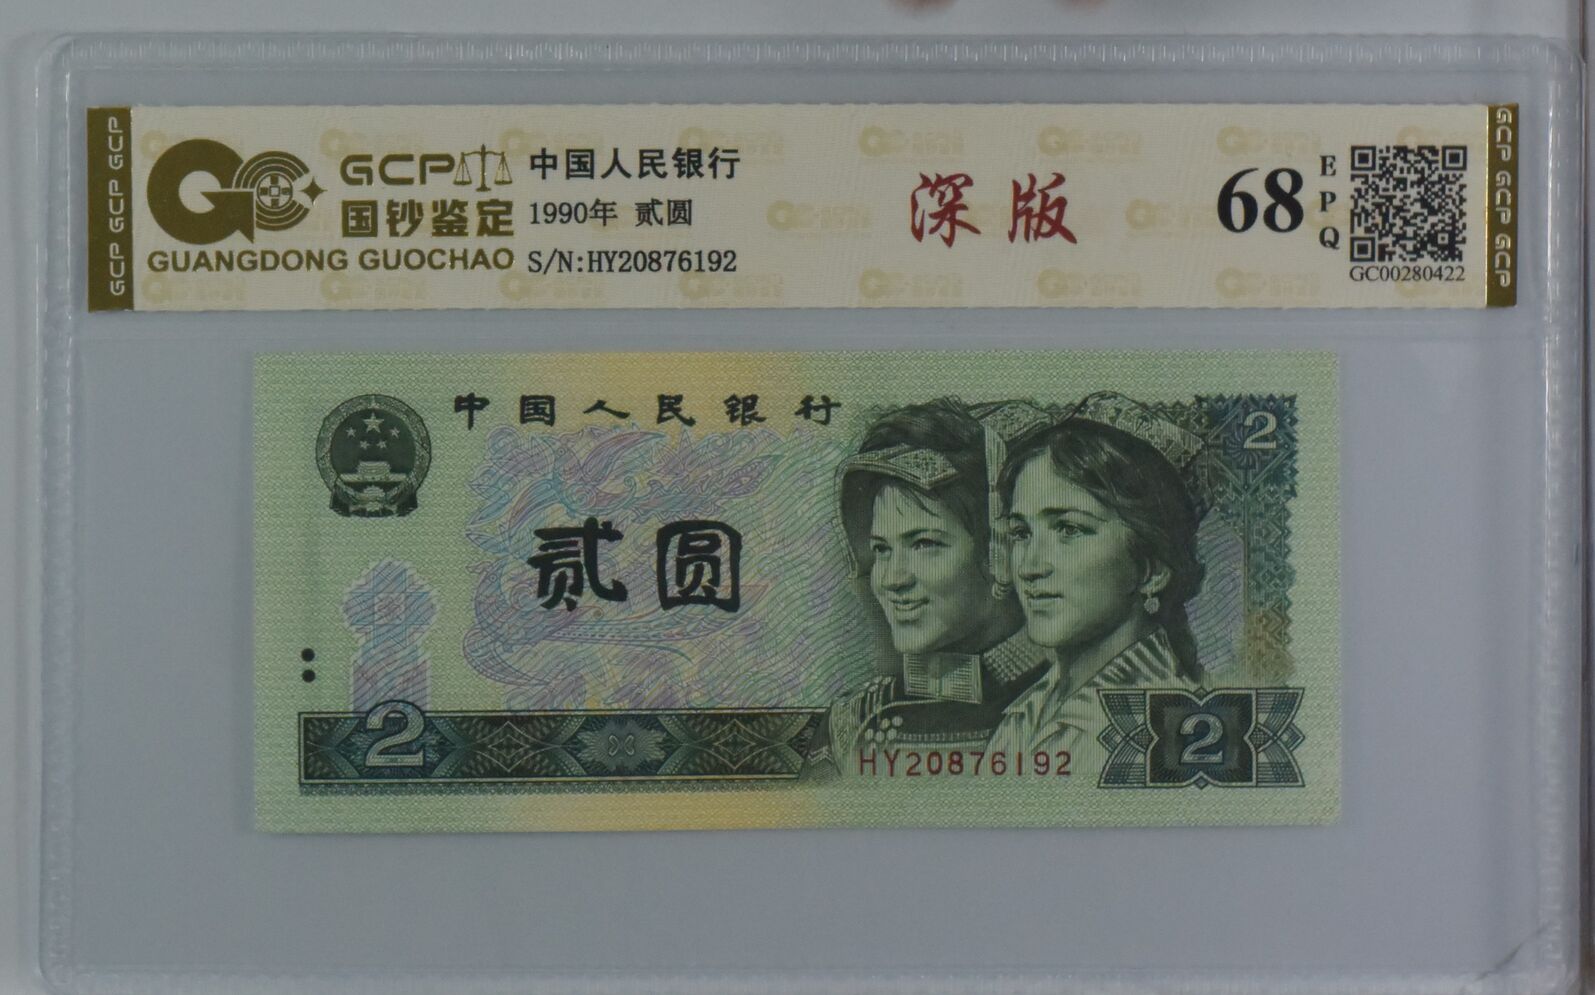 GCP GCP GCP
GCP
国钞鉴定
GUANGDONG GUOCHAO
中国人民银行
1990年 贰圆
S/N:HY20876192
深版
68
EPQ
GC00280422
GCP GCP GCP
中国人民银行
2
贰圆
2
HY20876192
2